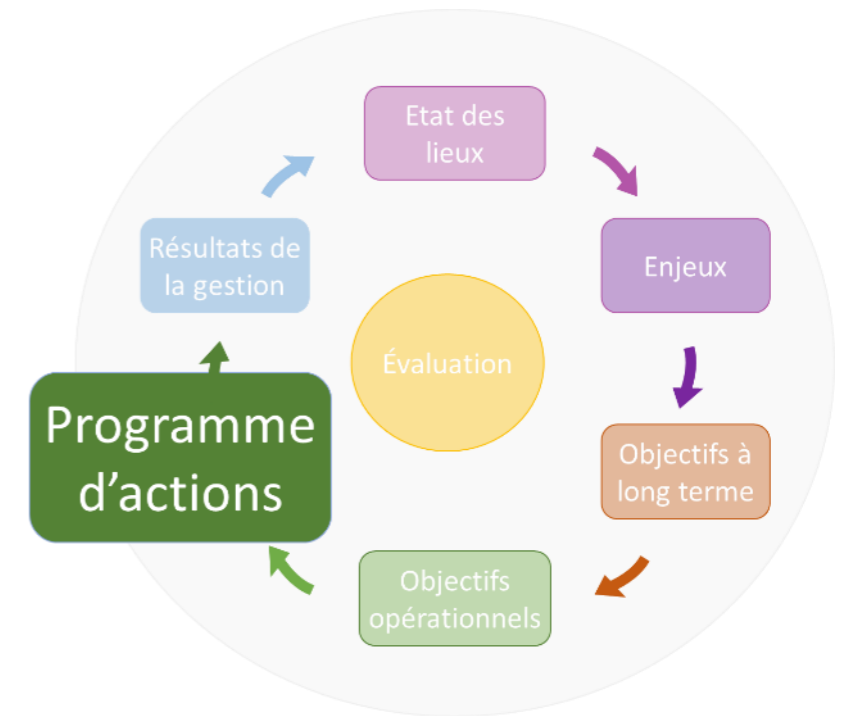 Etat des
lieux
Enjeux
Objectifs à
long terme
Objectifs
opérationnels
Programme
d’actions
Résultats de
la gestion
Évaluation